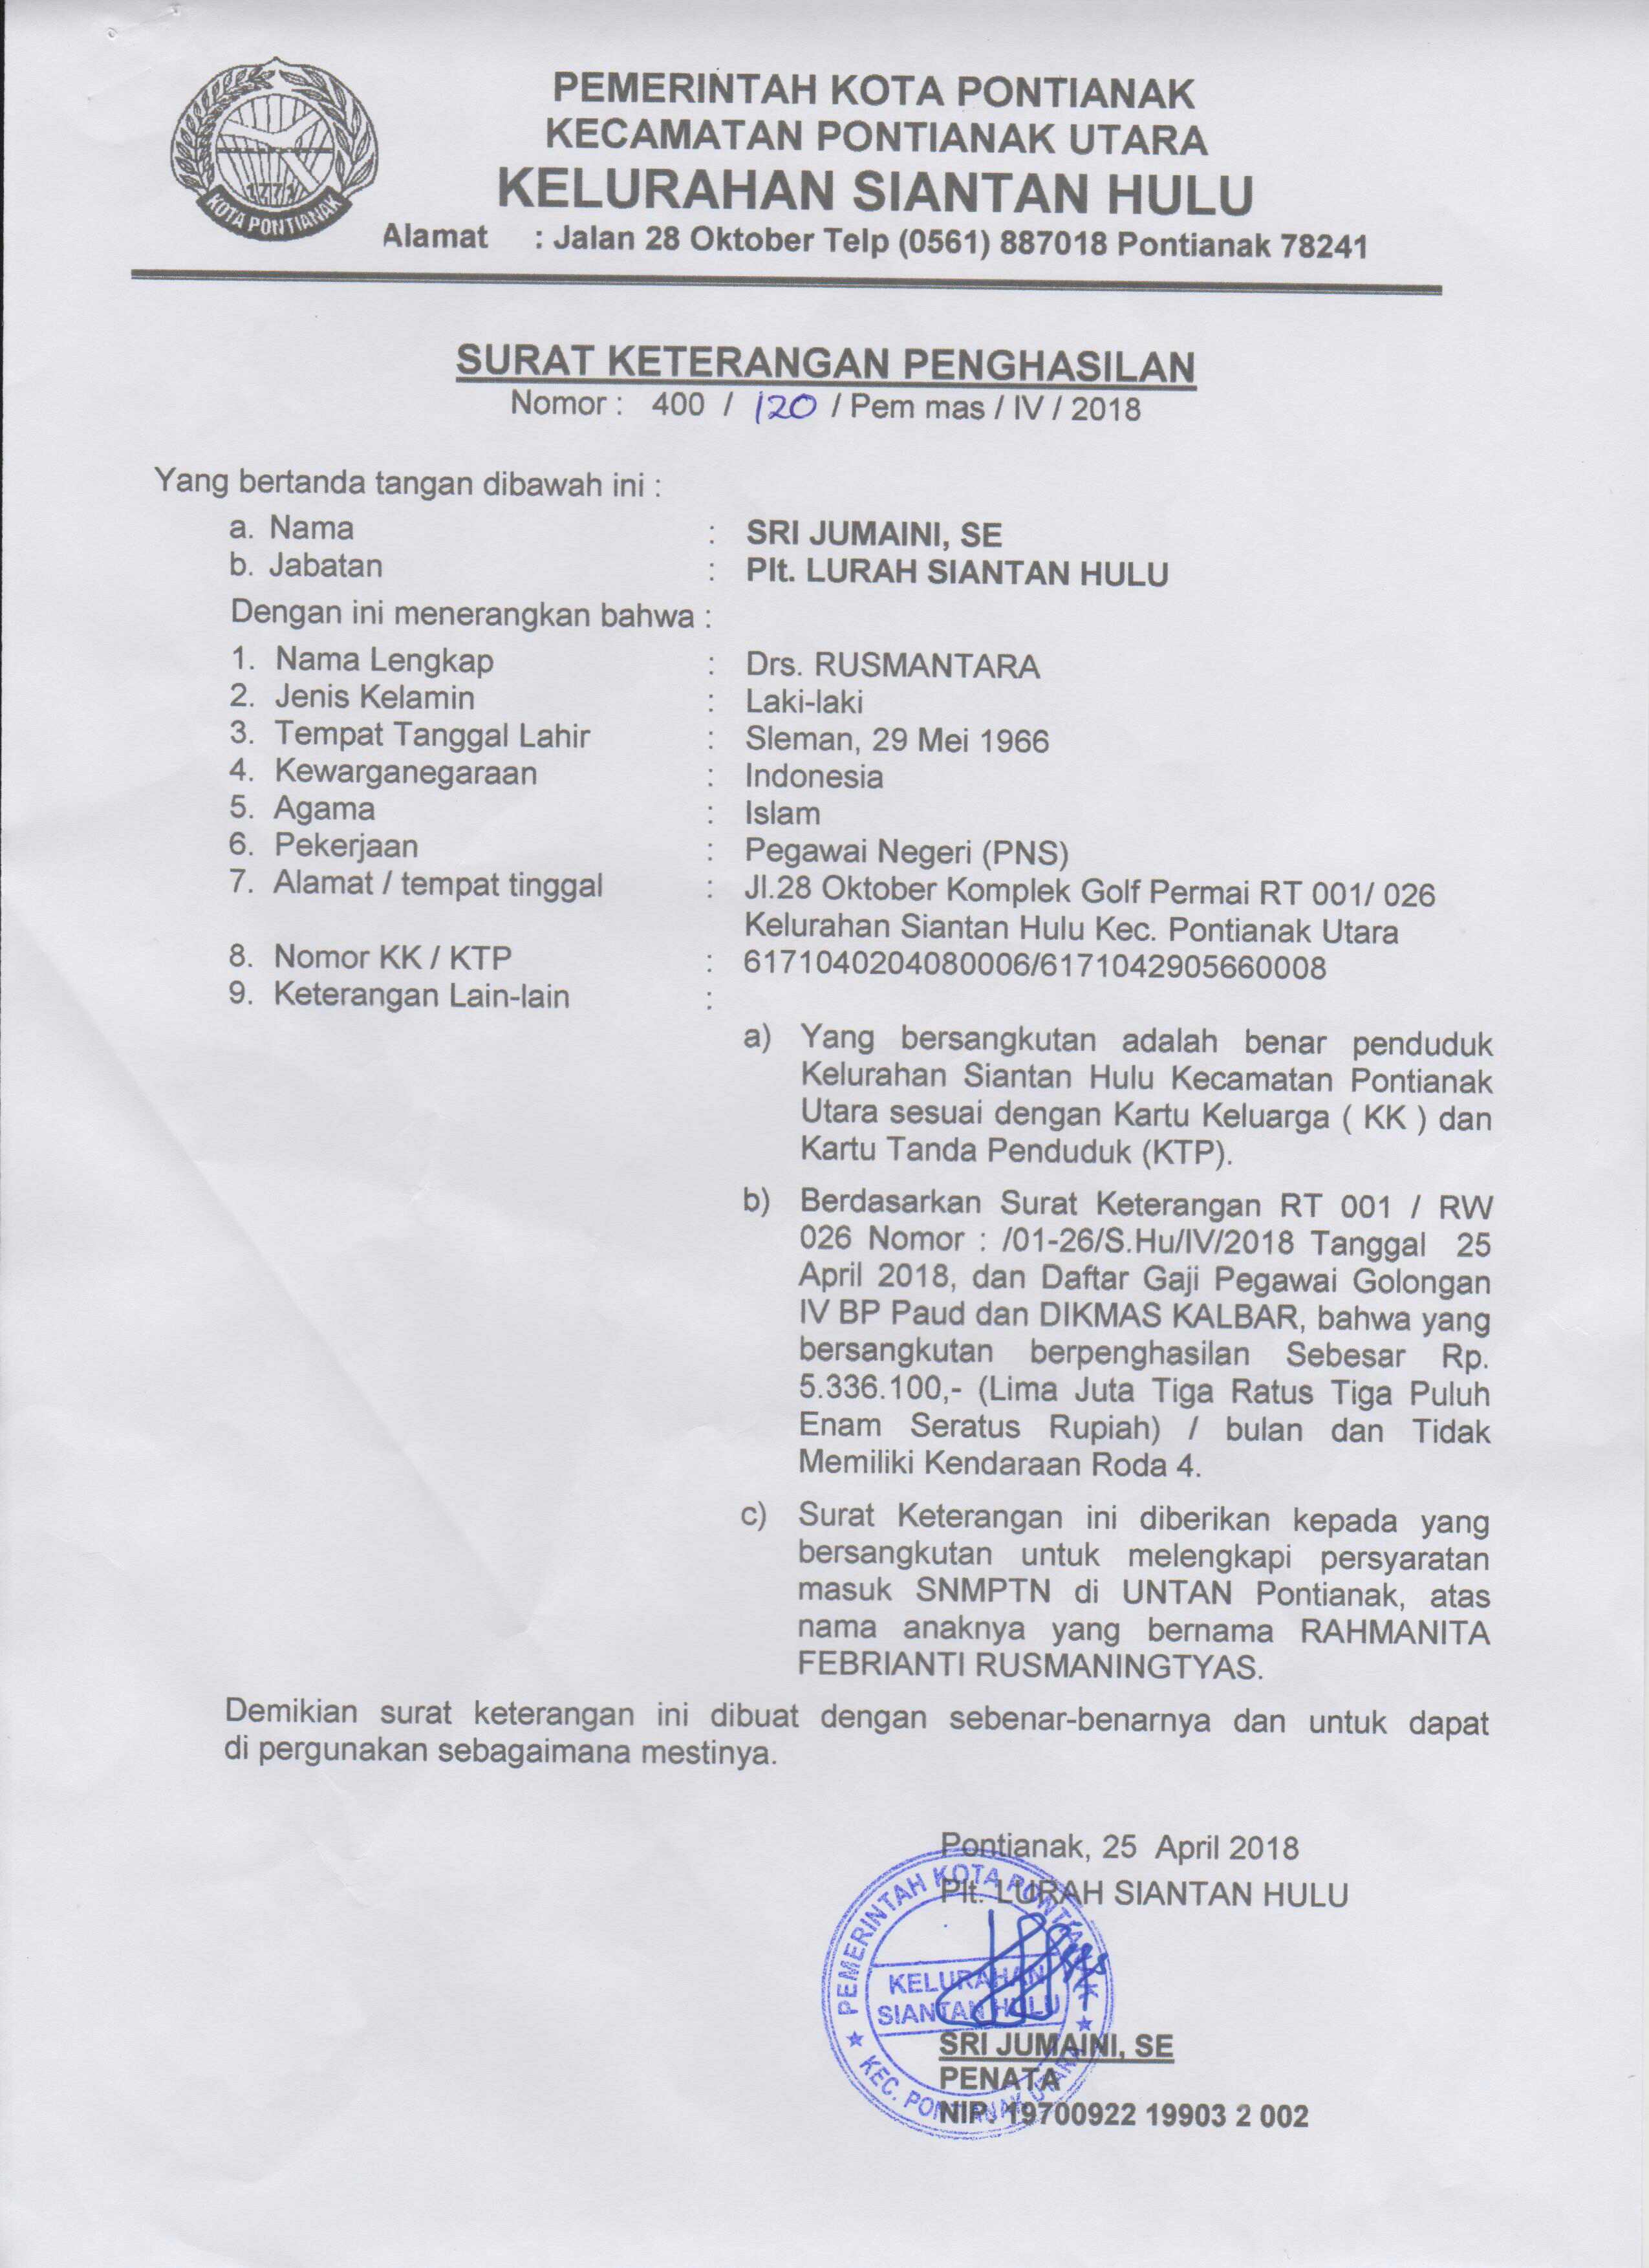 1771
KOTA PONTIANAK
PEMERINTAH KOTA PONTIANAK
KECAMATAN PONTIANAK UTARA
KELURAHAN SIANTAN HULU
Alamat : Jalan 28 Oktober Telp (0561) 887018 Pontianak 78241
SURAT KETERANGAN PENGHASILAN
Nomor : 400 / 120 / Pem mas / IV / 2018
Yang bertanda tangan dibawah ini :
a. Nama : SRI JUMAINI, SE
b. Jabatan : Plt. LURAH SIANTAN HULU
Dengan ini menerangkan bahwa :
1. Nama Lengkap : Drs. RUSMANTARA
2. Jenis Kelamin : Laki-laki
3. Tempat Tanggal Lahir : Sleman, 29 Mei 1966
4. Kewarganegaraan : Indonesia
5. Agama : Islam
6. Pekerjaan : Pegawai Negeri (PNS)
7. Alamat / tempat tinggal : Jl.28 Oktober Komplek Golf Permai RT 001/ 026
Kelurahan Siantan Hulu Kec. Pontianak Utara
8. Nomor KK / KTP : 6171040204080006/6171042905660008
9. Keterangan Lain-lain :
a) Yang bersangkutan adalah benar penduduk
Kelurahan Siantan Hulu Kecamatan Pontianak
Utara sesuai dengan Kartu Keluarga ( KK ) dan
Kartu Tanda Penduduk (KTP).
b) Berdasarkan Surat Keterangan RT 001 / RW
026 Nomor : /01-26/S.Hu/IV/2018 Tanggal 25
April 2018, dan Daftar Gaji Pegawai Golongan
IV BP Paud dan DIKMAS KALBAR, bahwa yang
bersangkutan berpenghasilan Sebesar Rp.
5.336.100,- (Lima Juta Tiga Ratus Tiga Puluh
Enam Seratus Rupiah) / bulan dan Tidak
Memiliki Kendaraan Roda 4.
c) Surat Keterangan ini diberikan kepada yang
bersangkutan untuk melengkapi persyaratan
masuk SNMPTN di UNTAN Pontianak, atas
nama anaknya yang bernama RAHMANITA
FEBRIANTI RUSMANINGTYAS.
Demikian surat keterangan ini dibuat dengan sebenar-benarnya dan untuk dapat
di pergunakan sebagaimana mestinya.
Pontianak, 25 April 2018
Plt. LURAH SIANTAN HULU
PEMERINTAH KOTA PONTIANAK
KELURAHAN
SIANTAN HULU
KEC. PONTIANAK UTARA
SRI JUMAINI, SE
PENATA
NIP. 19700922 19903 2 002